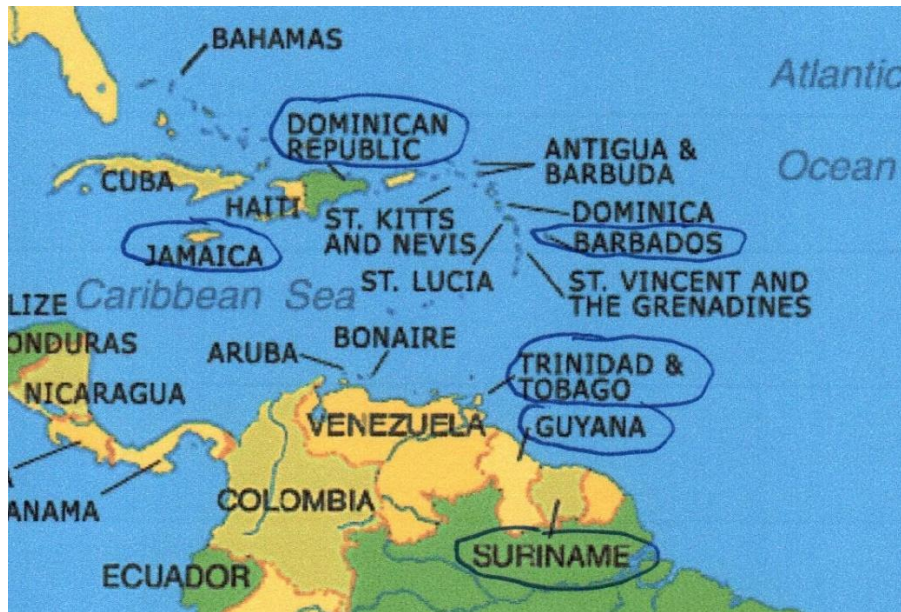 BAHAMAS
Atlantic
Ocean
DOMINICAN
REPUBLIC
ANTIGUA &
BARBUDA
CUBA
HAITI
ST. KITTS
AND NEVIS
DOMINICA
BARBADOS
JAMAICA
ST. LUCIA
ST. VINCENT AND
THE GRENADINES
Caribbean Sea
LIZE
ONDURAS
ARUBA
BONAIRE
TRINIDAD &
TOBAGO
NICARAGUA
VENEZUELA
GUYANA
COLOMBIA
ANAMA
SURINAME
ECUADOR